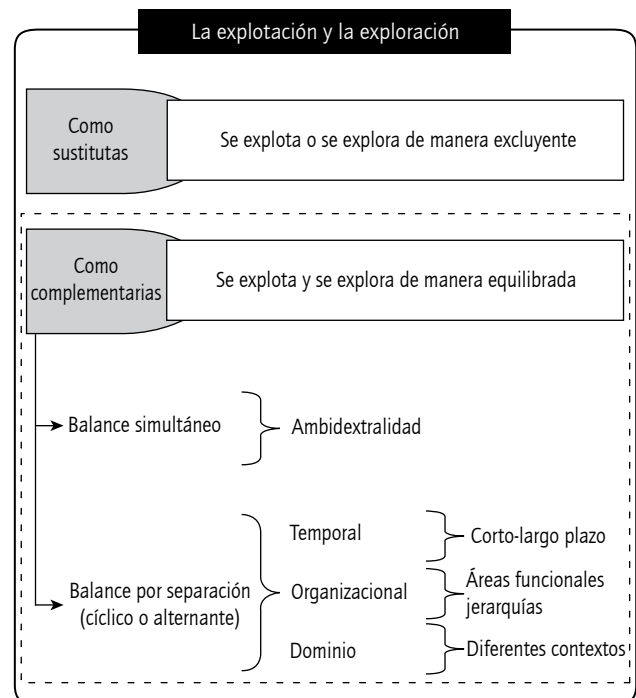 La explotación y la exploración
Como
sustitutas
Se explota o se explora de manera excluyente
Como
complementarias
Se explota y se explora de manera equilibrada
Balance simultáneo
Ambidextralidad
Balance por separación
(cíclico o alternante)
Temporal
Corto-largo plazo
Organizacional
Áreas funcionales
jerarquías
Dominio
Diferentes contextos